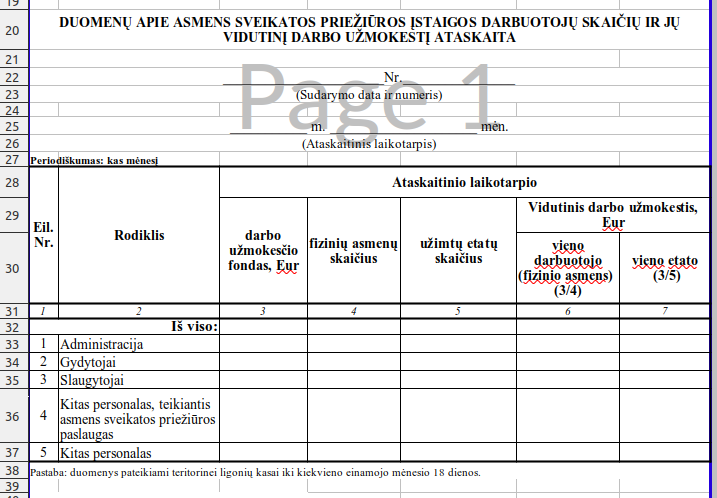 19
20 DUOMENŲ APIE ASMENS SVEIKATOS PRIEŽIŪROS ĮSTAIGOS DARBUOTOJŲ SKAIČIŲ IR JŲ
VIDUTINĮ DARBO UŽMOKESTĮ ATASKAITA
21
Page 1
22 Nr.
23 (Sudarymo data ir numeris)
24
25 m. mėn.
26 (Ataskaitinis laikotarpis)
27 Periodiškumas: kas mėnesį
28 Ataskaitinio laikotarpio
29 Vidutinis darbo užmokestis,
Eur
30
Eil.
Nr.
Rodiklis
darbo
užmokesčio
fondas, Eur
fizinių asmenų
skaičius
užimtų etatų
skaičius
vieno
darbuotojo
(fizinio asmens)
(3/4)
vieno etato
(3/5)
31 1 2 3 4 5 6 7
32 Iš viso:
33 1 Administracija
34 2 Gydytojai
35 3 Slaugytojai
36 4 Kitas personalas, teikiantis
asmens sveikatos priežiūros
paslaugas
37 5 Kitas personalas
38 Pastaba: duomenys pateikiami teritorinei ligonių kasai iki kiekvieno einamojo mėnesio 18 dienos.
39